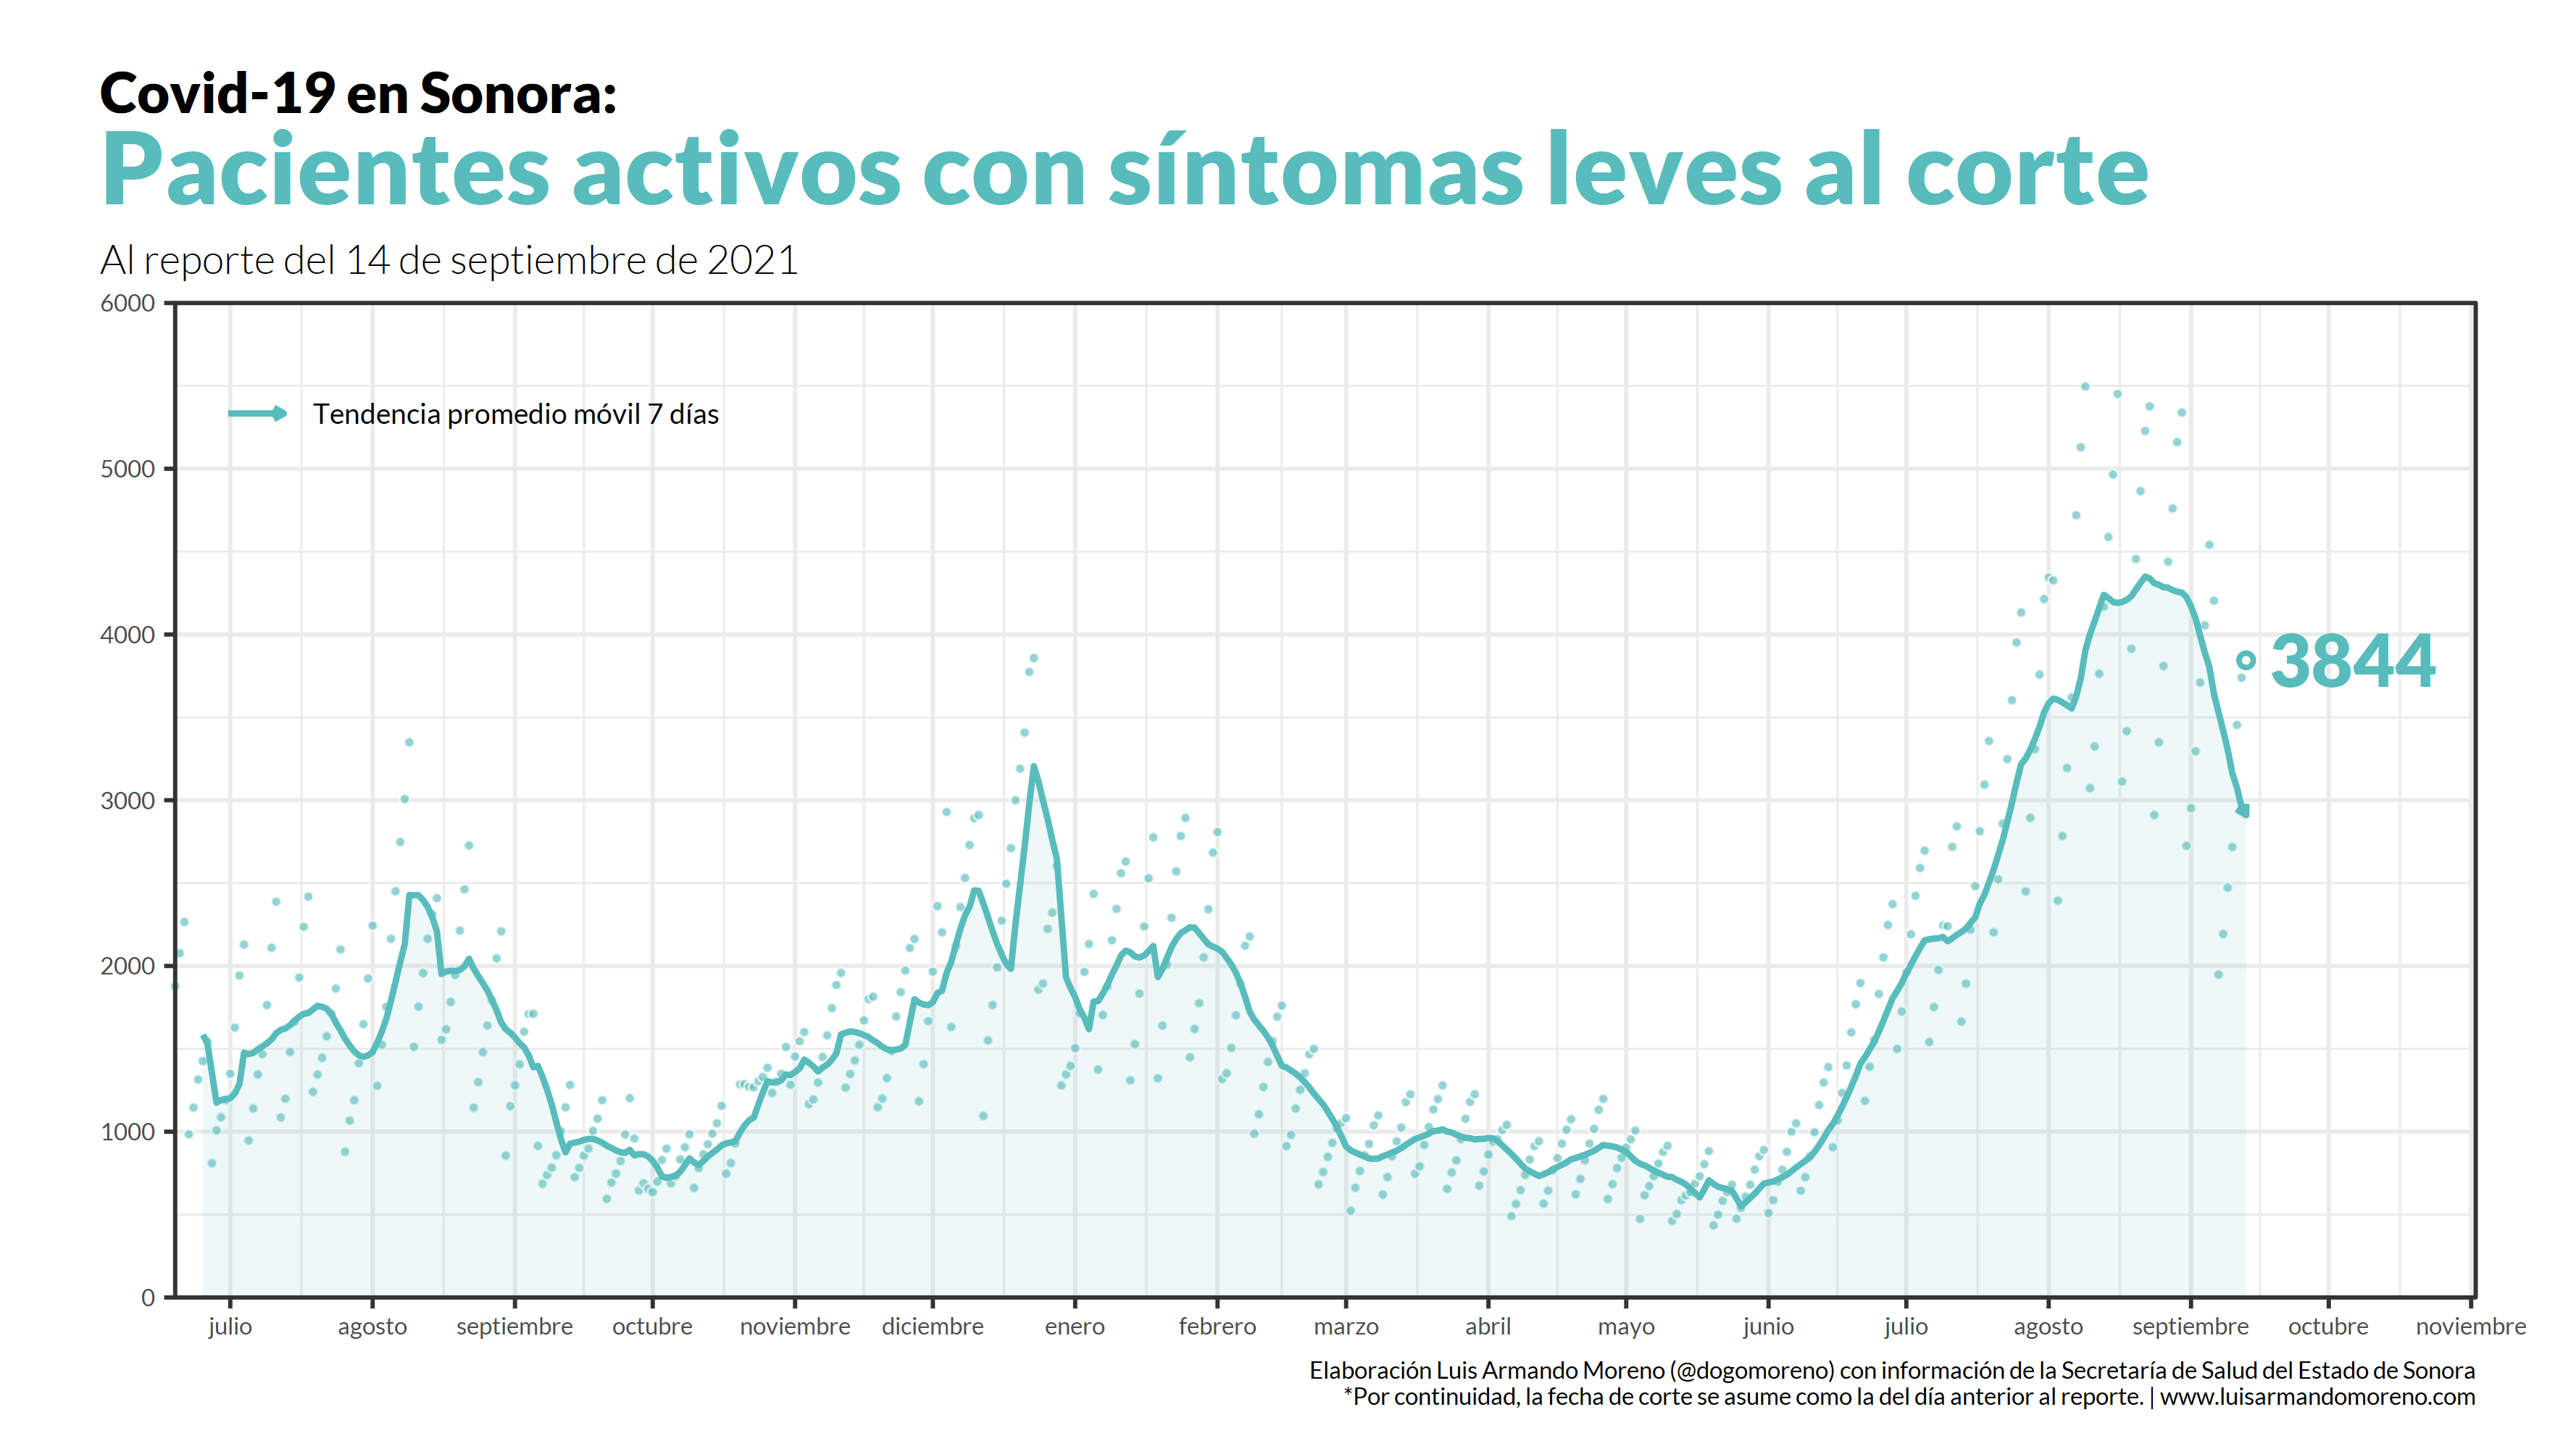 Covid-19 en Sonora:
Pacientes activos con síntomas leves al corte
Al reporte del 14 de septiembre de 2021
6000
Tendencia promedio móvil 7 días
5000
4000
3844
3000
2000
1000
0
julio agosto septiembre octubre noviembre diciembre enero febrero marzo abril mayo junio julio agosto septiembre octubre noviembre
Elaboración Luis Armando Moreno (@dogomoreno) con información de la Secretaría de Salud del Estado de Sonora
*Por continuidad, la fecha de corte se asume como la del día anterior al reporte. | www.luisarmandomoreno.com